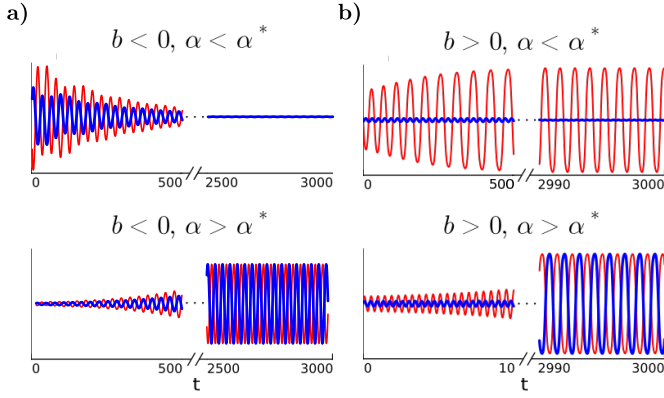 a)
b < 0, α < α*
0 500 2500 3000
b < 0, α > α*
0 500 2500 3000
t
b)
b > 0, α < α*
0 500 2990 3000
b > 0, α > α*
0 10 2990 3000
t